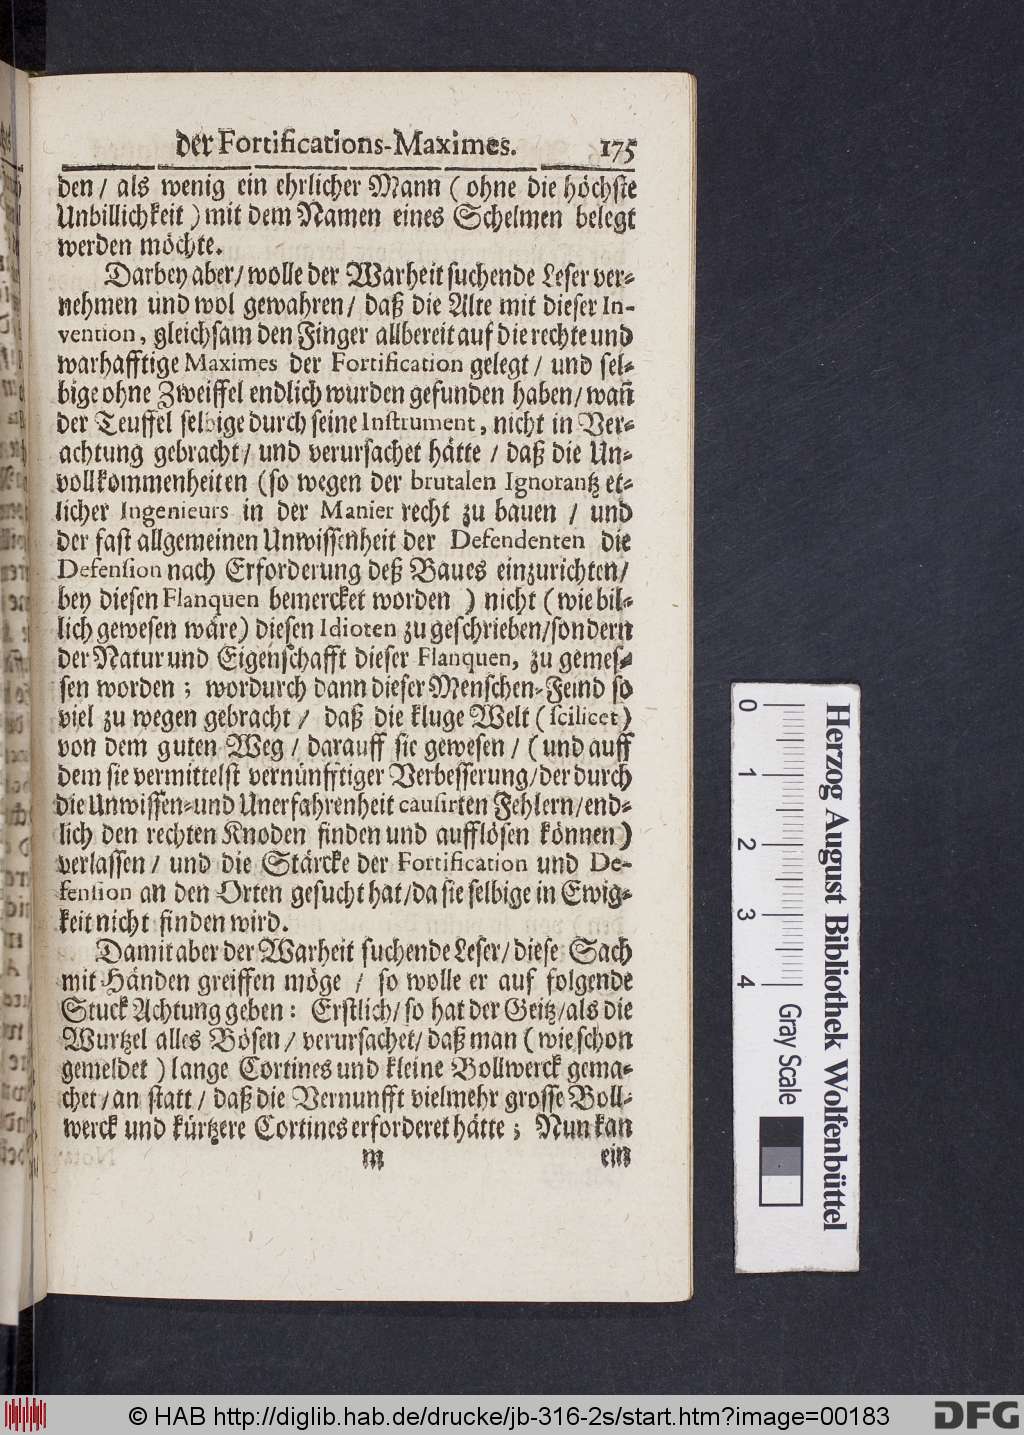 der Fortifications-Maximes. 175
den / als wenig ein ehrlicher Mann ( ohne die höchste
Unbillichkeit ) mit dem Namen eines Schelmen belegt
werden möchte.
Darbey aber / wolle der Warheit suchende Leser ver-
nehmen und wol gewahren / daß die Alte mit dieser In-
vention, gleichsam den Finger allbereit auf die rechte und
warhafftige Maximes der Fortification gelegt / und sel-
bige ohne Zweiffel endlich wurden gefunden haben / wañ
der Teuffel selbige durch seine Instrument, nicht in Ver-
achtung gebracht / und verursachet hätte / daß die Un-
vollkommenheiten (so wegen der brutalen Ignorantz et-
licher Ingenieurs in der Manier recht zu bauen / und
der fast allgemeinen Unwissenheit der Defendenten die
Defension nach Erforderung deß Baues einzurichten /
bey diesen Flanquen bemercket worden ) nicht (wie bil-
lich gewesen wäre) diesen Idioten zu geschrieben / sondern
der Natur und Eigenschafft dieser Flanquen, zu gemes-
sen worden ; wordurch dann dieser Menschen-Feind so
viel zu wegen gebracht / daß die kluge Welt ( scilicet )
von dem guten Weg / darauff sie gewesen / ( und auff
dem sie vermittelst vernünfftiger Verbesserung / der durch
die Unwissen- und Unerfahrenheit causirten Fehlern / end-
lich den rechten Knoden finden und aufflösen können )
verlassen / und die Stärcke der Fortification und De-
fension an den Orten gesucht hat / da sie selbige in Ewig-
keit nicht finden wird.
Damit aber der Warheit suchende Leser / diese Sach
mit Händen greiffen möge / so wolle er auf folgende
Stuck Achtung geben : Erstlich / so hat der Geitz / als die
Wurtzel alles Bösen / verursachet / daß man ( wie schon
gemeldet ) lange Cortines und kleine Bollwerck gema-
chet / an statt / daß die Vernunfft vielmehr grosse Boll-
werck und kürtzere Cortines erforderet hätte ; Nun kan
m ein
0 1 2 3 4
Gray Scale
Herzog August Bibliothek Wolfenbüttel
© HAB http://diglib.hab.de/drucke/jb-316-2s/start.htm?image=00183
DFG